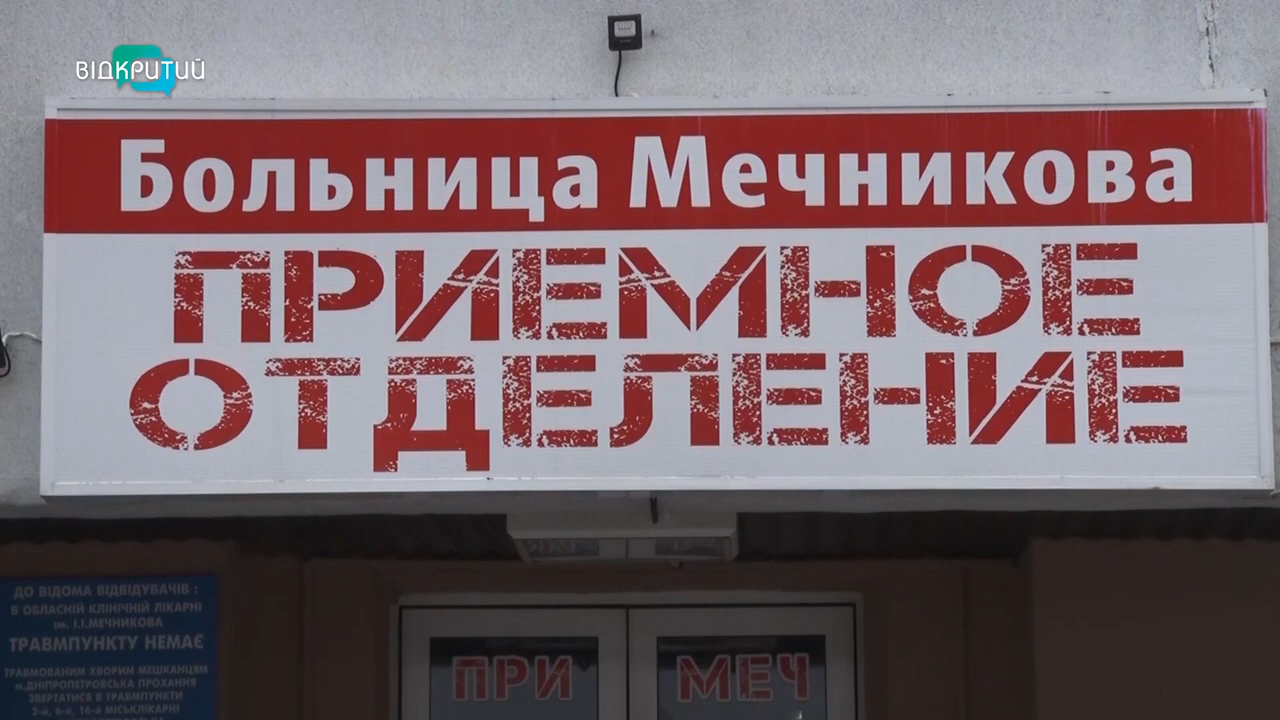 ВІДКРИТИЙ
Больница Мечникова
ПРИЕМНОЕ
ОТДЕЛЕНИЕ
ДО ВІДОМА ВІДВІДУВАЧІВ :
В ОБЛАСНІЙ КЛІНІЧНІЙ ЛІКАРНІ
ім. І.І.МЕЧНИКОВА
ТРАВМПУНКТУ НЕМАЄ
ТРАВМОВАНИМ ХВОРИМ МЕШКАНЦЯМ
м.ДНІПРОПЕТРОВСЬКА ПРОХАННЯ
ЗВЕРТАТИСЯ В ТРАВМПУНКТИ
2-й, 6-й, 16-й МІСЬКЛІКАРНІ
ПРИ МЕЧ